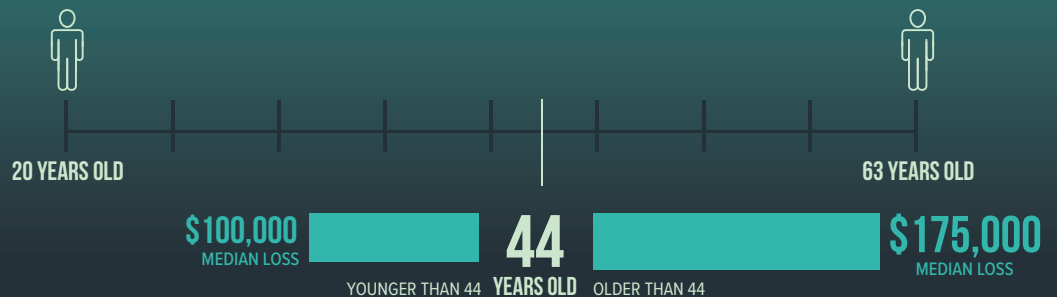 20 YEARS OLD
63 YEARS OLD
$100,000
MEDIAN LOSS
YOUNGER THAN 44
44
YEARS OLD
OLDER THAN 44
$175,000
MEDIAN LOSS